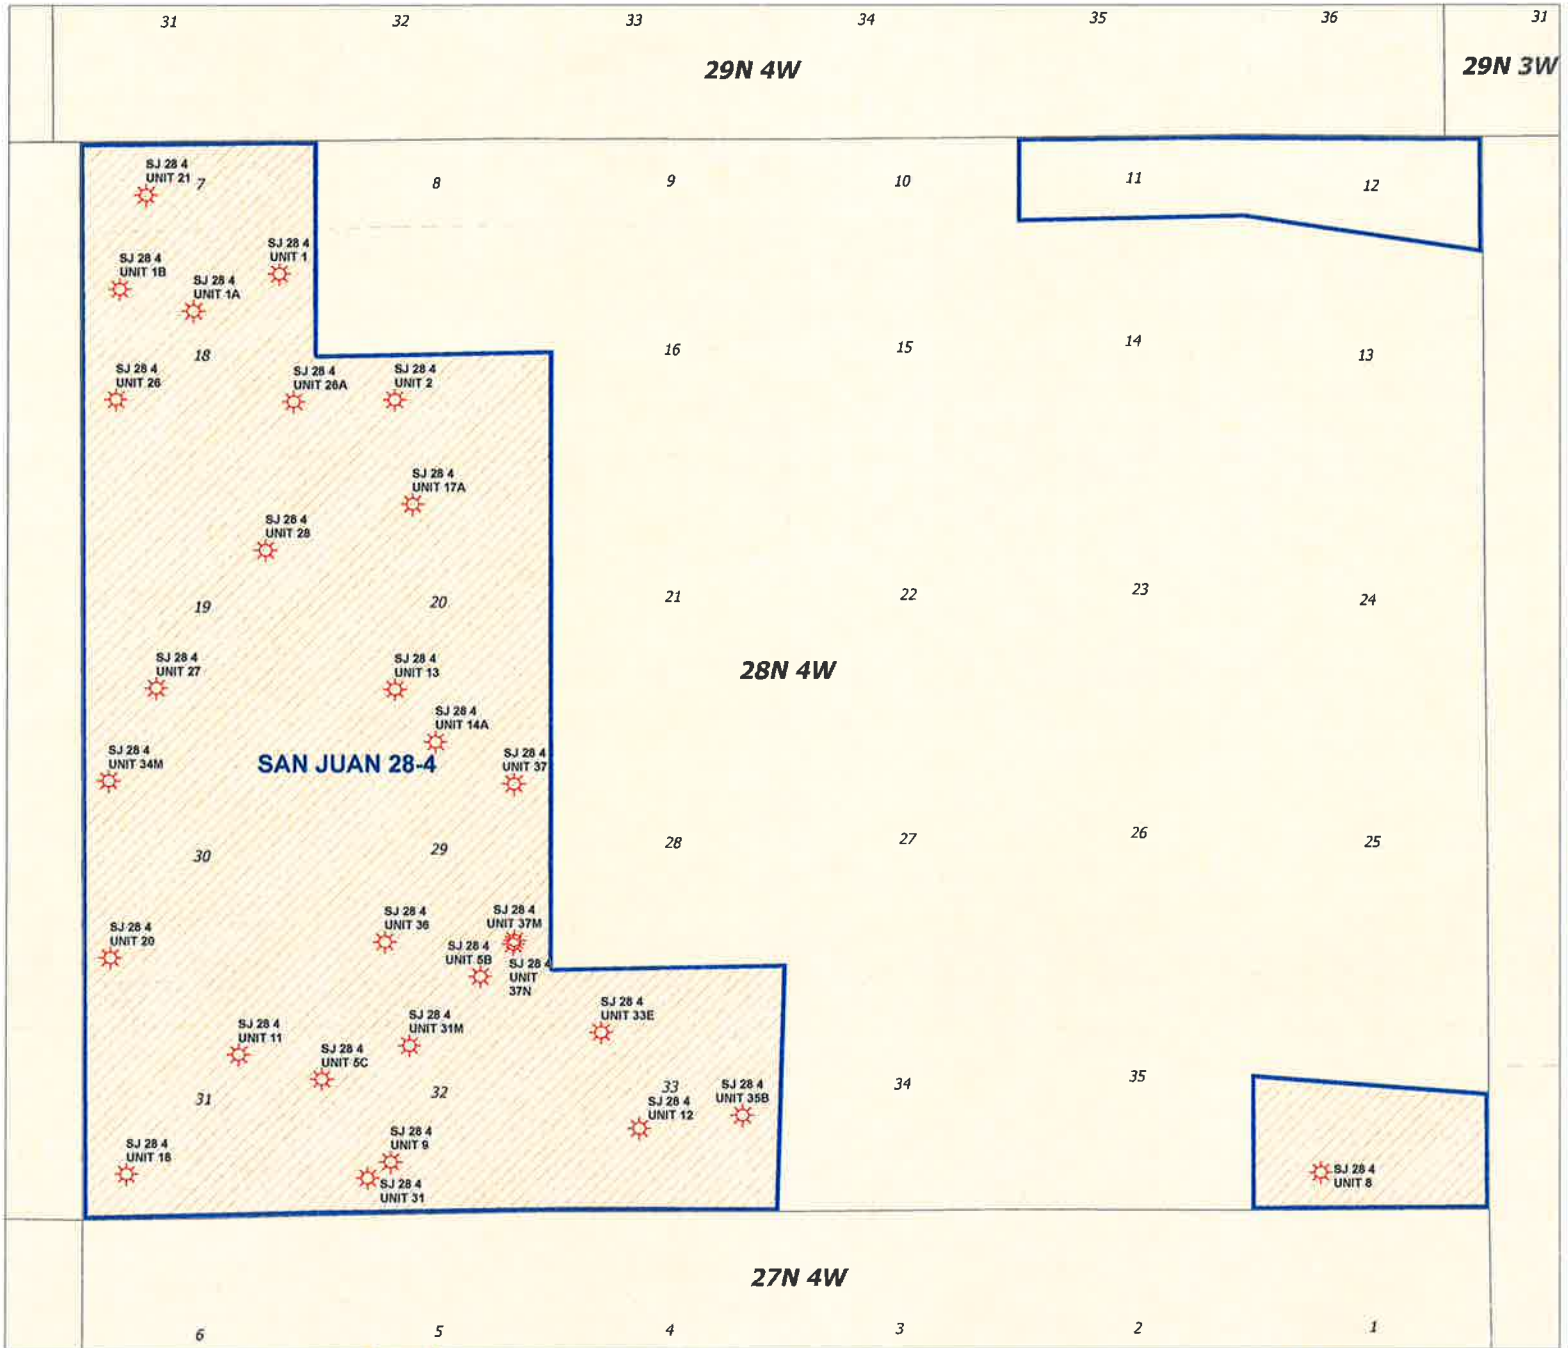 31
32
33
34
35
36
31
29N 4W
29N 3W
SJ 28 4
UNIT 21
7
8
9
10
11
12
SJ 28 4
UNIT 1B
SJ 28 4
UNIT 1A
SJ 28 4
UNIT 1
18
16
15
14
13
SJ 28 4
UNIT 26
SJ 28 4
UNIT 26A
SJ 28 4
UNIT 2
SJ 28 4
UNIT 17A
SJ 28 4
UNIT 28
19
20
21
22
23
24
SJ 28 4
UNIT 27
SJ 28 4
UNIT 13
28N 4W
SJ 28 4
UNIT 14A
SJ 28 4
UNIT 34M
SAN JUAN 28-4
SJ 28 4
UNIT 37
30
29
28
27
26
25
SJ 28 4
UNIT 20
SJ 28 4
UNIT 36
SJ 28 4
UNIT 37M
SJ 28 4
UNIT 5B
SJ 28 4
UNIT
37N
SJ 28 4
UNIT 11
SJ 28 4
UNIT 5C
SJ 28 4
UNIT 31M
SJ 28 4
UNIT 33E
31
32
33
34
35
SJ 28 4
UNIT 12
SJ 28 4
UNIT 35B
SJ 28 4
UNIT 18
SJ 28 4
UNIT 9
SJ 28 4
UNIT 31
SJ 28 4
UNIT 8
27N 4W
6
5
4
3
2
1